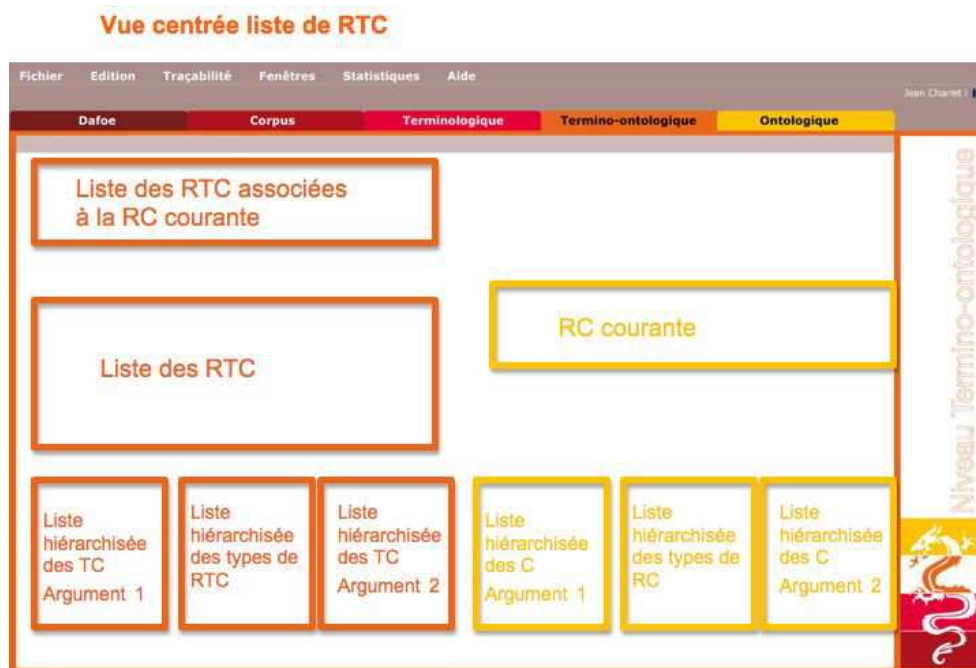 Vue centrée liste de RTC
Fichier Edition Traçabilité Fenêtres Statistiques Aide
Jean Charlet |
Dafoe Corpus Terminologique Termino-ontologique Ontologique
Liste des RTC associées
à la RC courante
RC courante
Liste des RTC
Liste
hiérarchisée
des TC
Argument 1
Liste
hiérarchisée
des types de
RTC
Liste
hiérarchisée
des TC
Argument 2
Liste
hiérarchisée
des C
Argument 1
Liste
hiérarchisée
des types de
RC
Liste
hiérarchisée
des C
Argument 2
Niveau Termino-ontologique